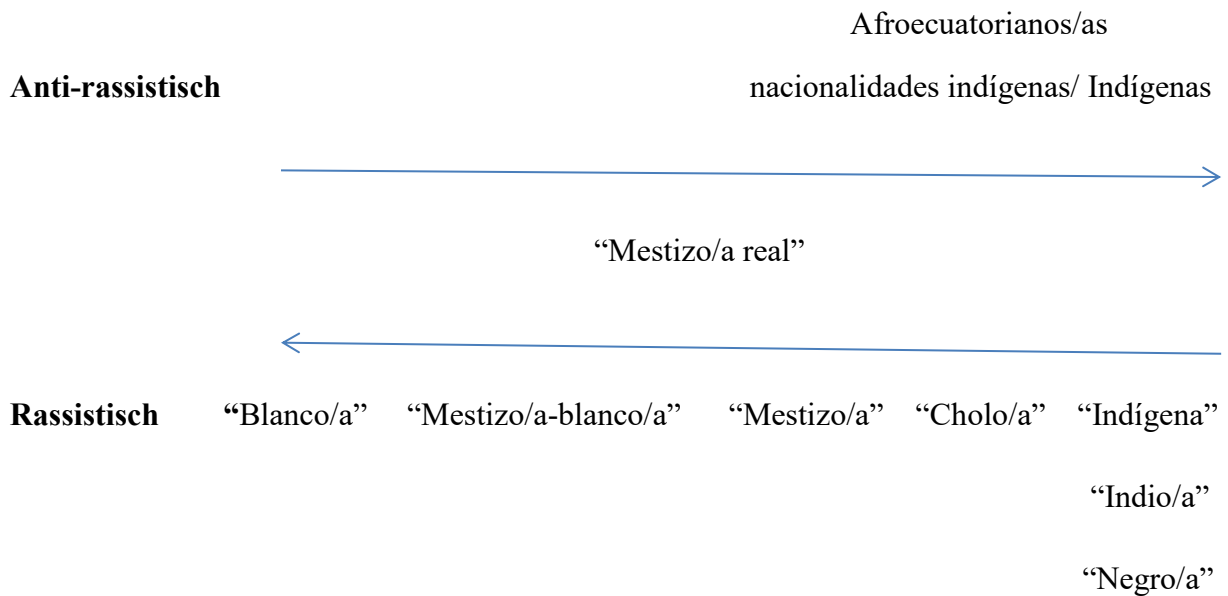 Afroecuatorianos/as
Anti-rassistisch nacionalidades indígenas/ Indígenas
“Mestizo/a real”
Rassistisch “Blanco/a” “Mestizo/a-blanco/a” “Mestizo/a” “Cholo/a” “Indígena”
“Indio/a”
“Negro/a”